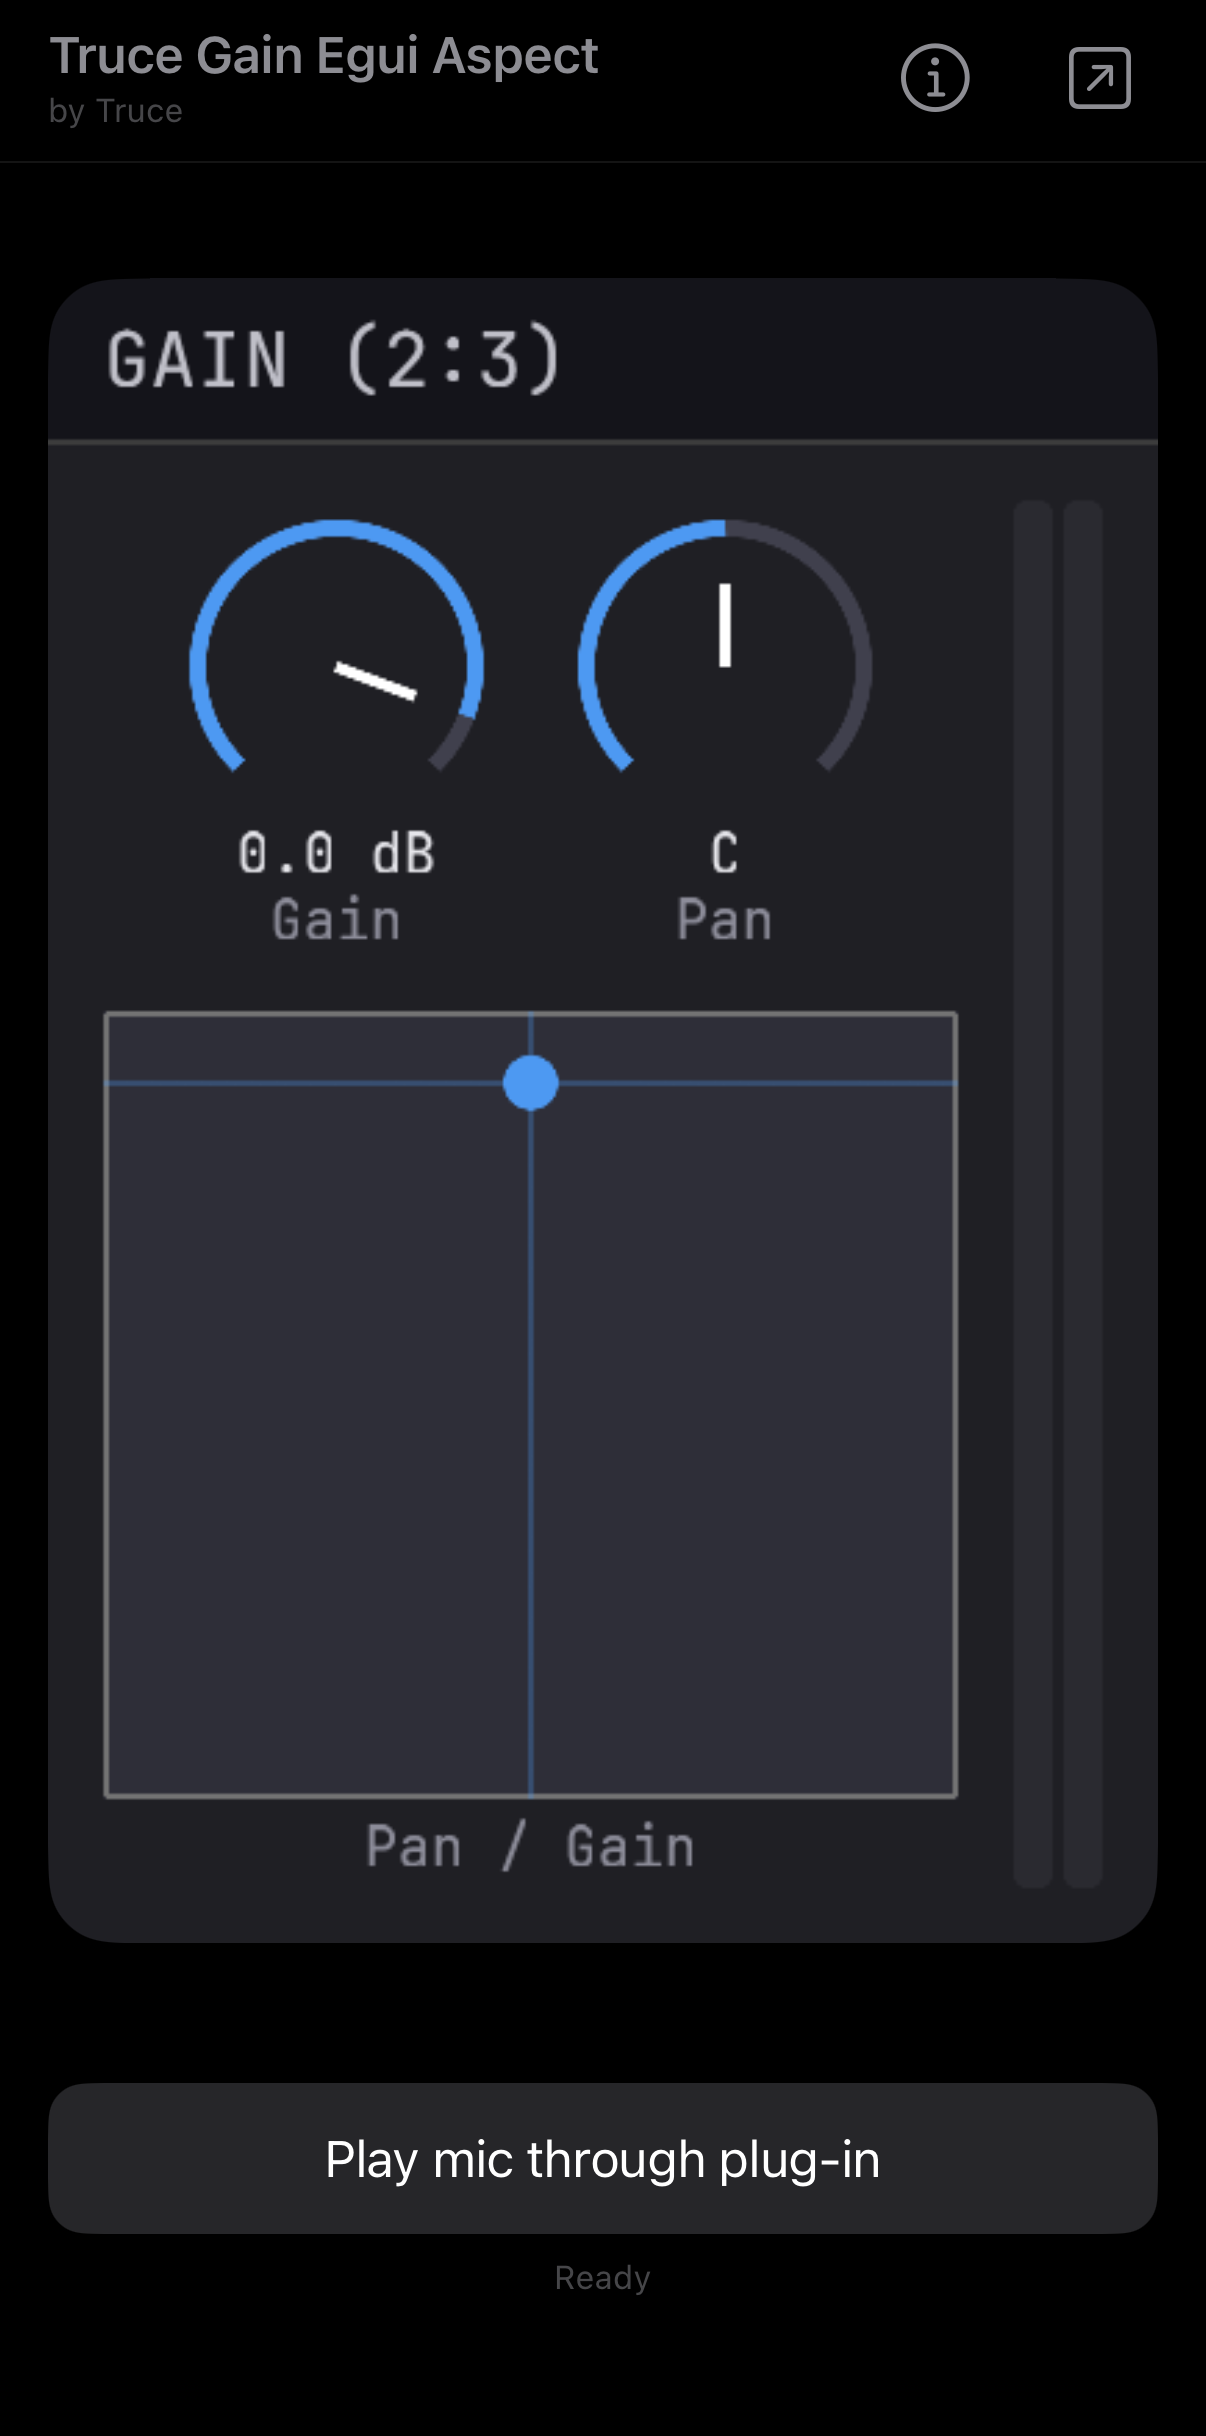 Truce Gain Egui Aspect
by Truce
GAIN (2:3)
0.0 dB
Gain
C
Pan
Pan / Gain
Play mic through plug-in
Ready